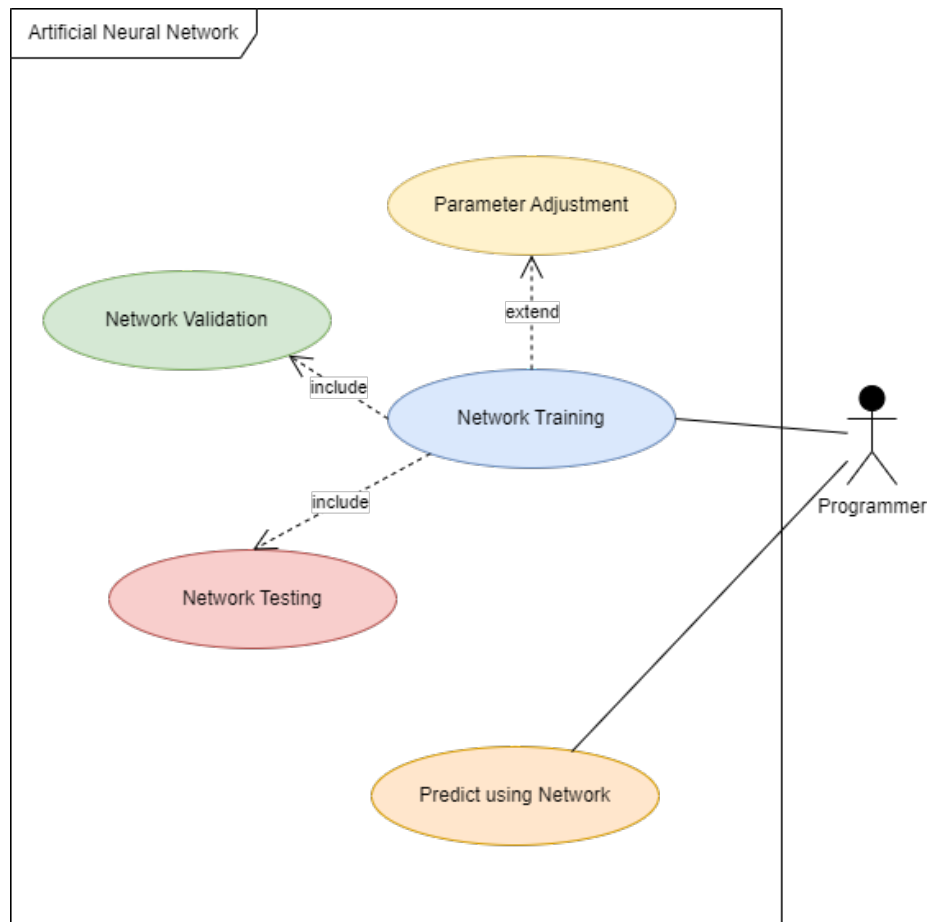 Artificial Neural Network
Parameter Adjustment
extend
Network Validation
include
Network Training
include
Programmer
Network Testing
Predict using Network